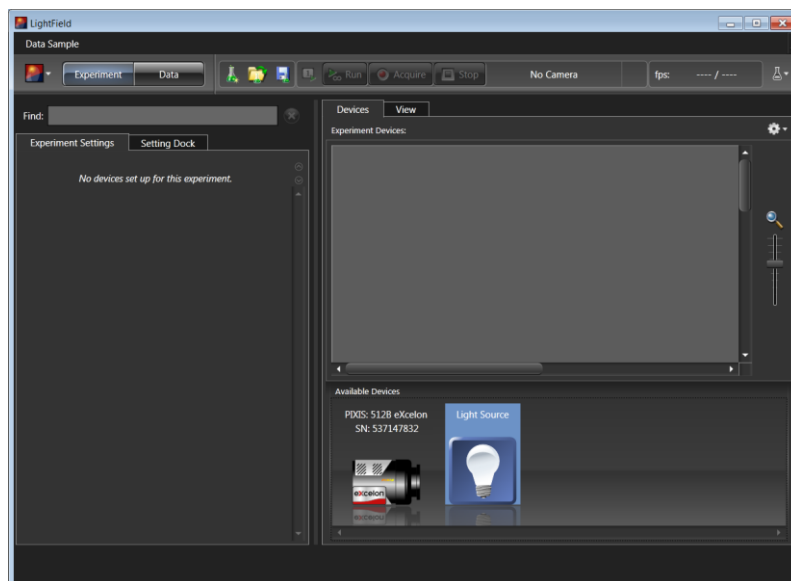 LightField
Data Sample
Experiment Data Run Acquire Stop No Camera fps: ---- / ----
Find:
Devices View
Experiment Settings Setting Dock
Experiment Devices:
No devices set up for this experiment.
Available Devices
PIXIS: 512B eXcelon
SN: 537147832
Light Source
eXcelon